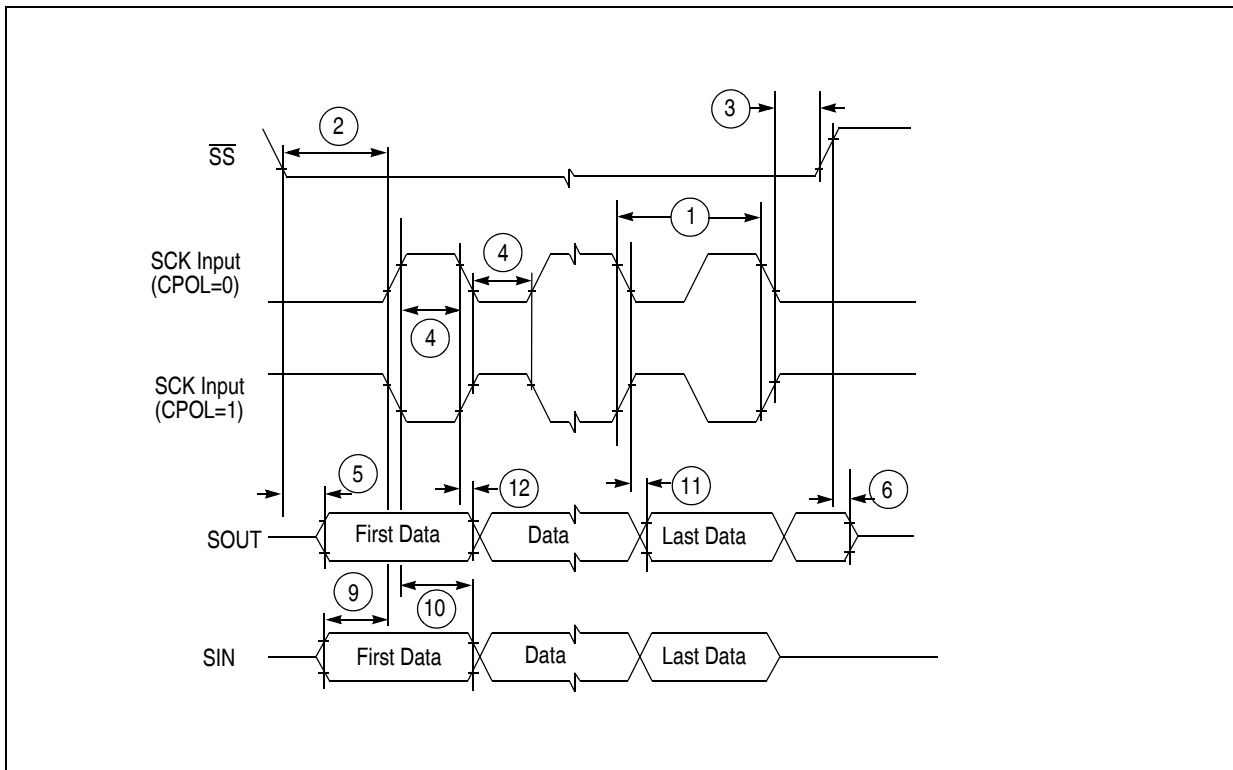 3
2
SS
1
4
SCK Input
(CPOL=0)
4
SCK Input
(CPOL=1)
5
12
11
6
SOUT
First Data
Data
Last Data
9
10
SIN
First Data
Data
Last Data